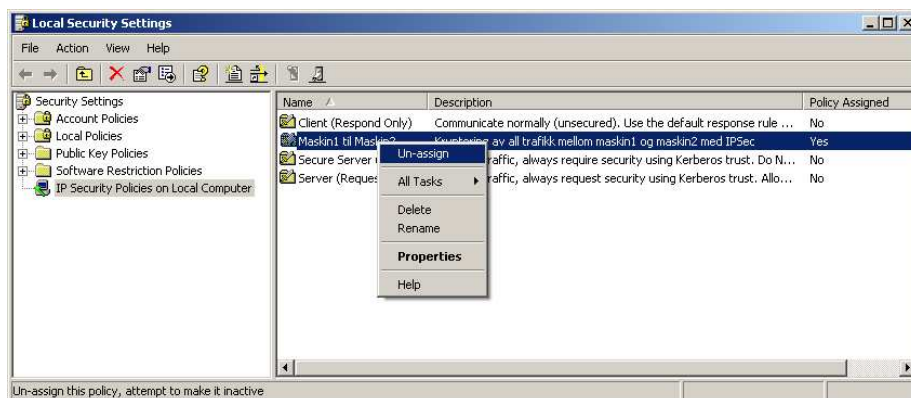 Local Security Settings
File Action View Help
Security Settings
Account Policies
Local Policies
Public Key Policies
Software Restriction Policies
IP Security Policies on Local Computer
Name Description Policy Assigned
Client (Respond Only) Communicate normally (unsecured). Use the default response rule ... No
Maskin1 til Maskin2 Kryptering av all trafikk mellom maskin1 og maskin2 med IPSec Yes
Secure Server raffic, always require security using Kerberos trust. Do N... No
Server (Reques raffic, always request security using Kerberos trust. Allo... No
Un-assign
All Tasks
Delete
Rename
Properties
Help
Un-assign this policy, attempt to make it inactive